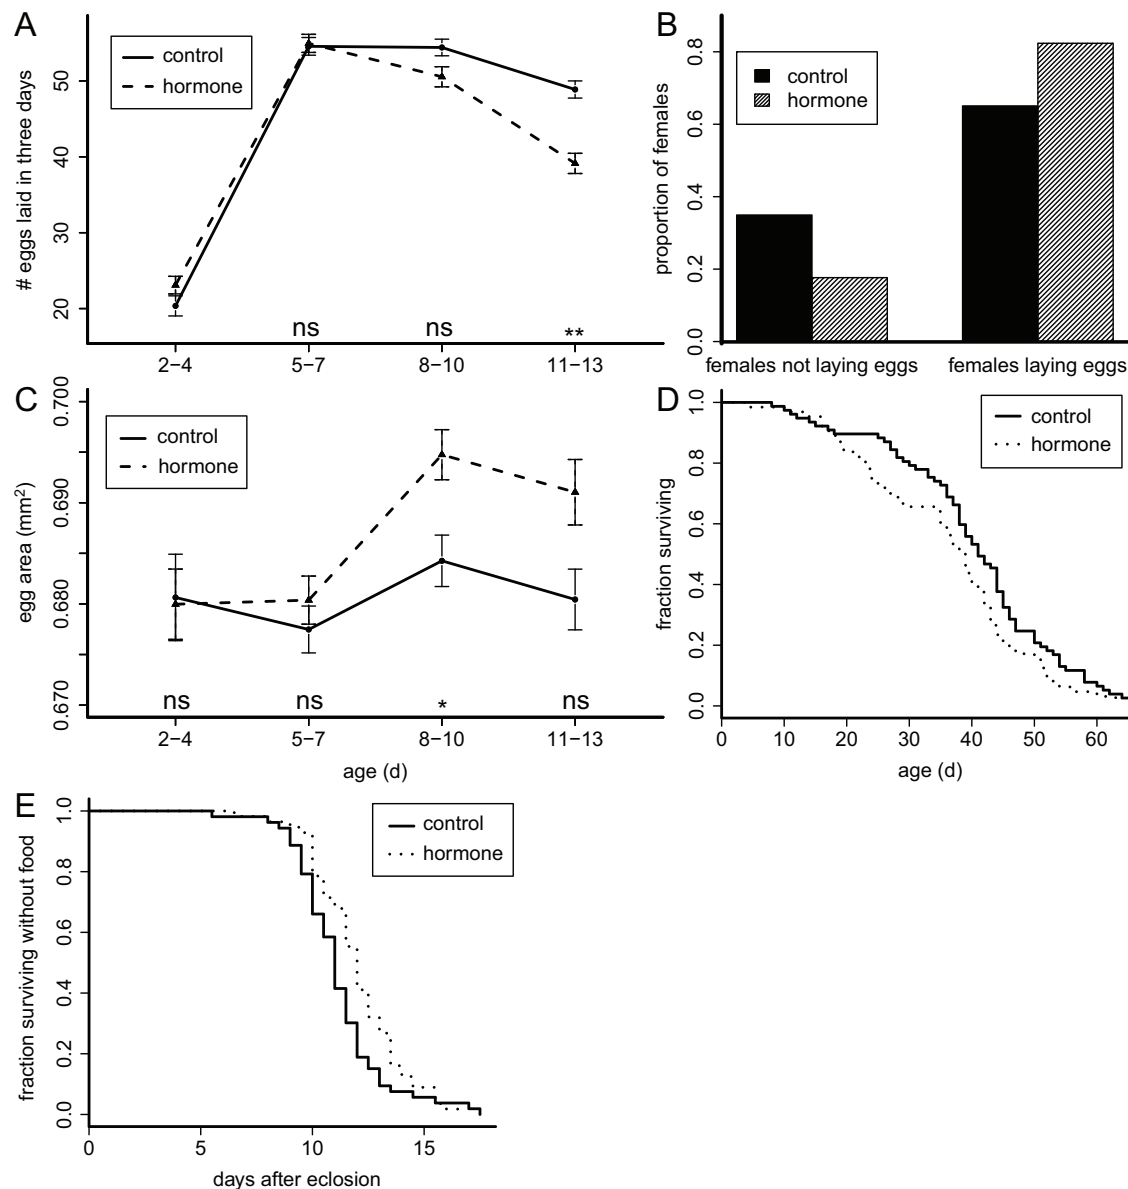 A
# eggs laid in three days
50
40
30
20
control
hormone
ns
ns
**
2−4
5−7
8−10
11−13
B
proportion of females
0.8
0.6
0.4
0.2
0.0
control
hormone
females not laying eggs
females laying eggs
C
egg area (mm²)
0.700
0.690
0.680
0.670
control
hormone
ns
ns
*
ns
2−4
5−7
8−10
11−13
age (d)
D
fraction surviving
1.0
0.8
0.6
0.4
0.2
0.0
control
hormone
0
10
20
30
40
50
60
age (d)
E
fraction surviving without food
1.0
0.8
0.6
0.4
0.2
0.0
control
hormone
0
5
10
15
days after eclosion